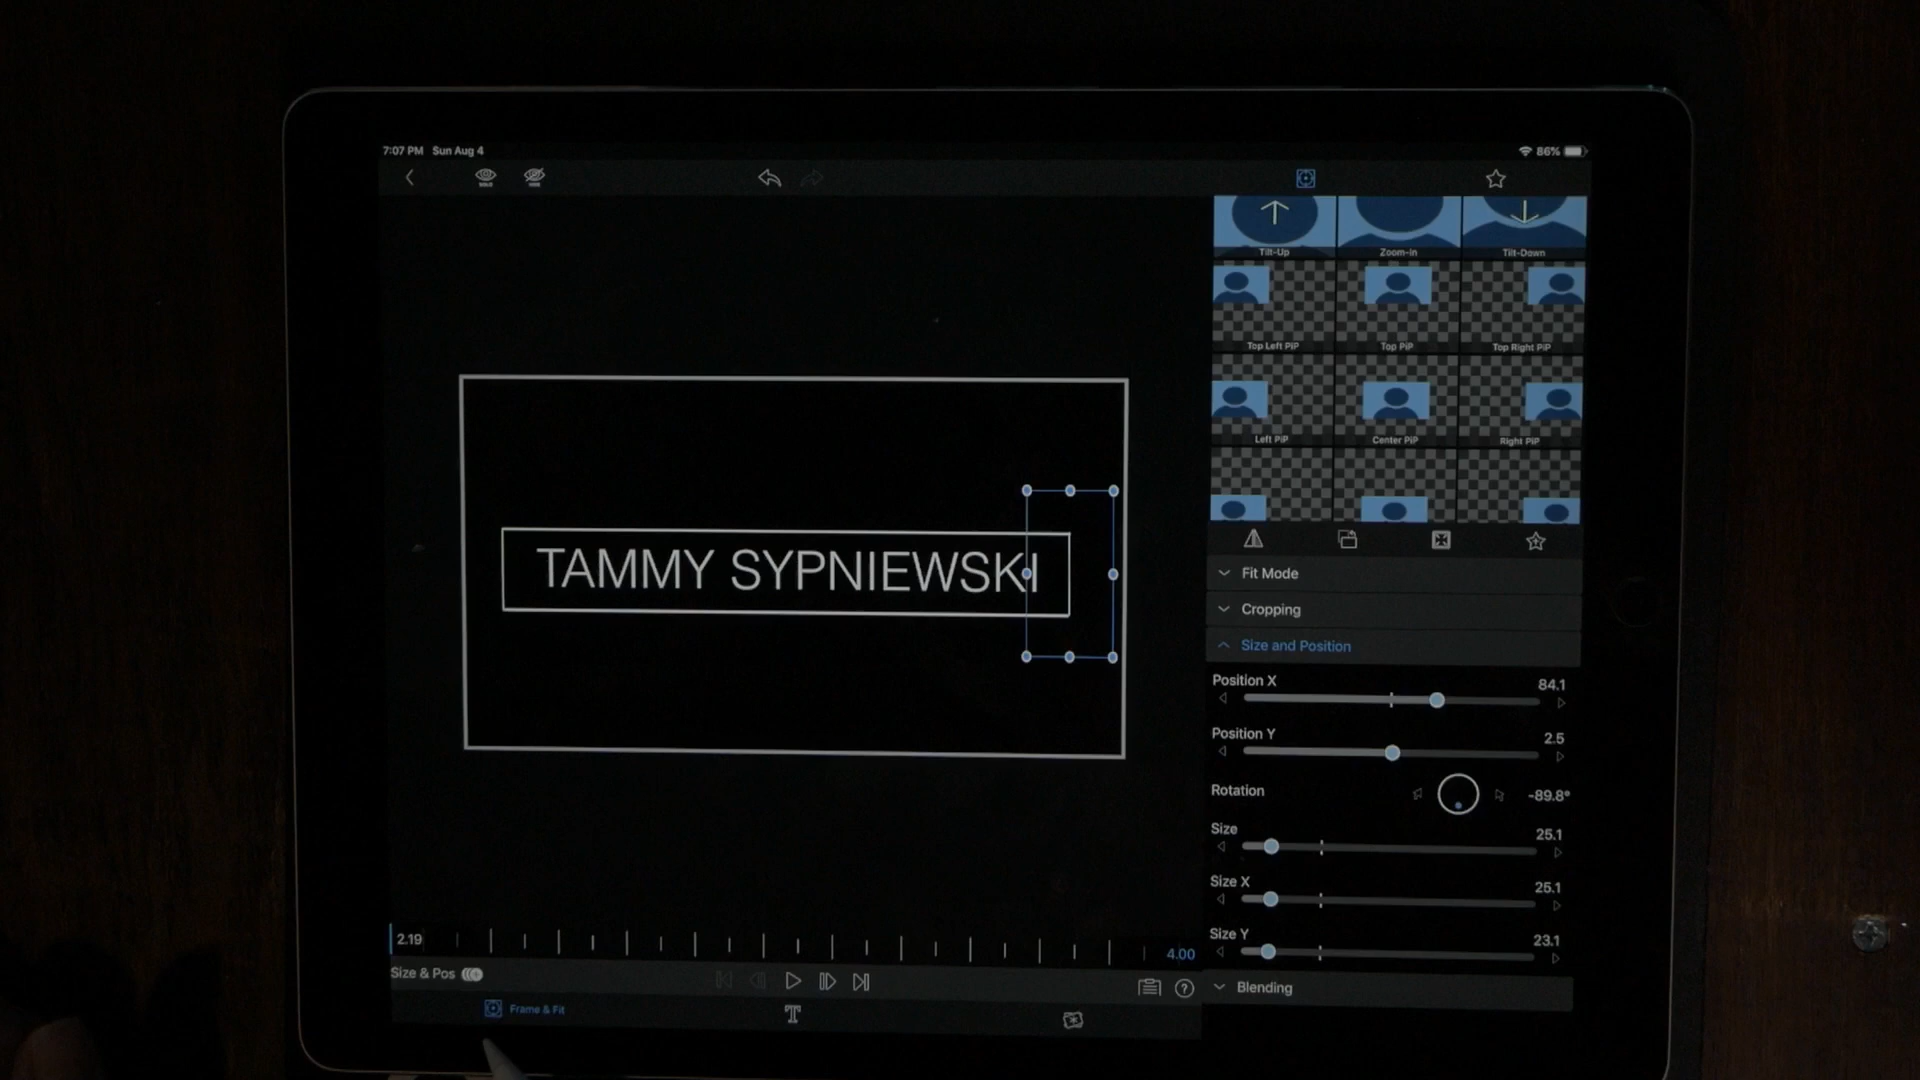 7:07 PM Sun Aug 4
86%
Tilt-Up
Zoom-in
Tilt-Down
Top Left PiP
Top PiP
Top Right PiP
Left PiP
Center PiP
Right PiP
TAMMY SYPNIEWSKI
Fit Mode
Cropping
Size and Position
Position X
84.1
Position Y
2.5
Rotation
-89.8°
Size
25.1
Size X
25.1
Size Y
23.1
Blending
2.19
4.00
Size & Pos
?
Frame & Fit
T